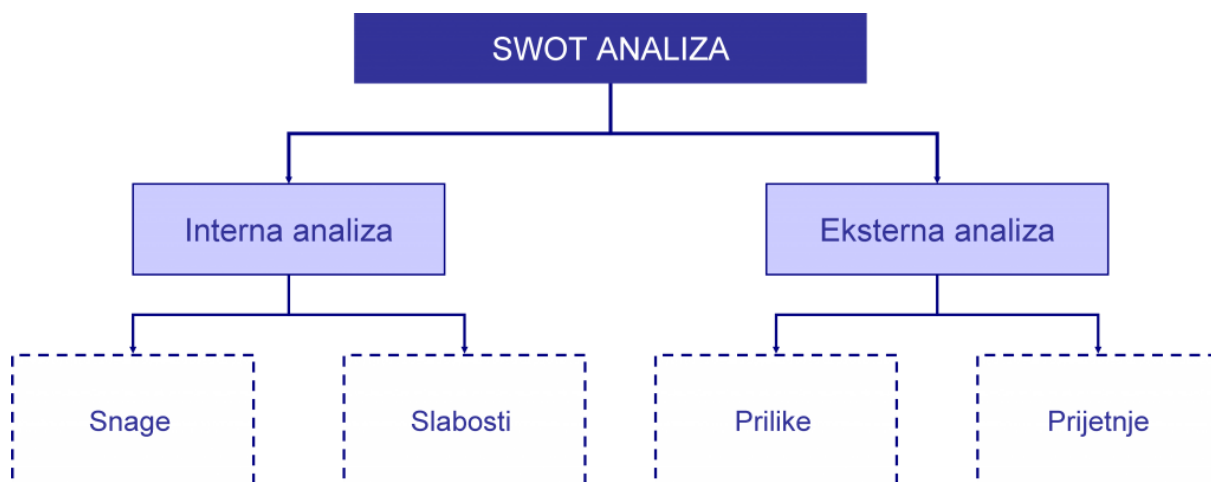 SWOT ANALIZA
Interna analiza
Eksterna analiza
Snage
Slabosti
Prilike
Prijetnje